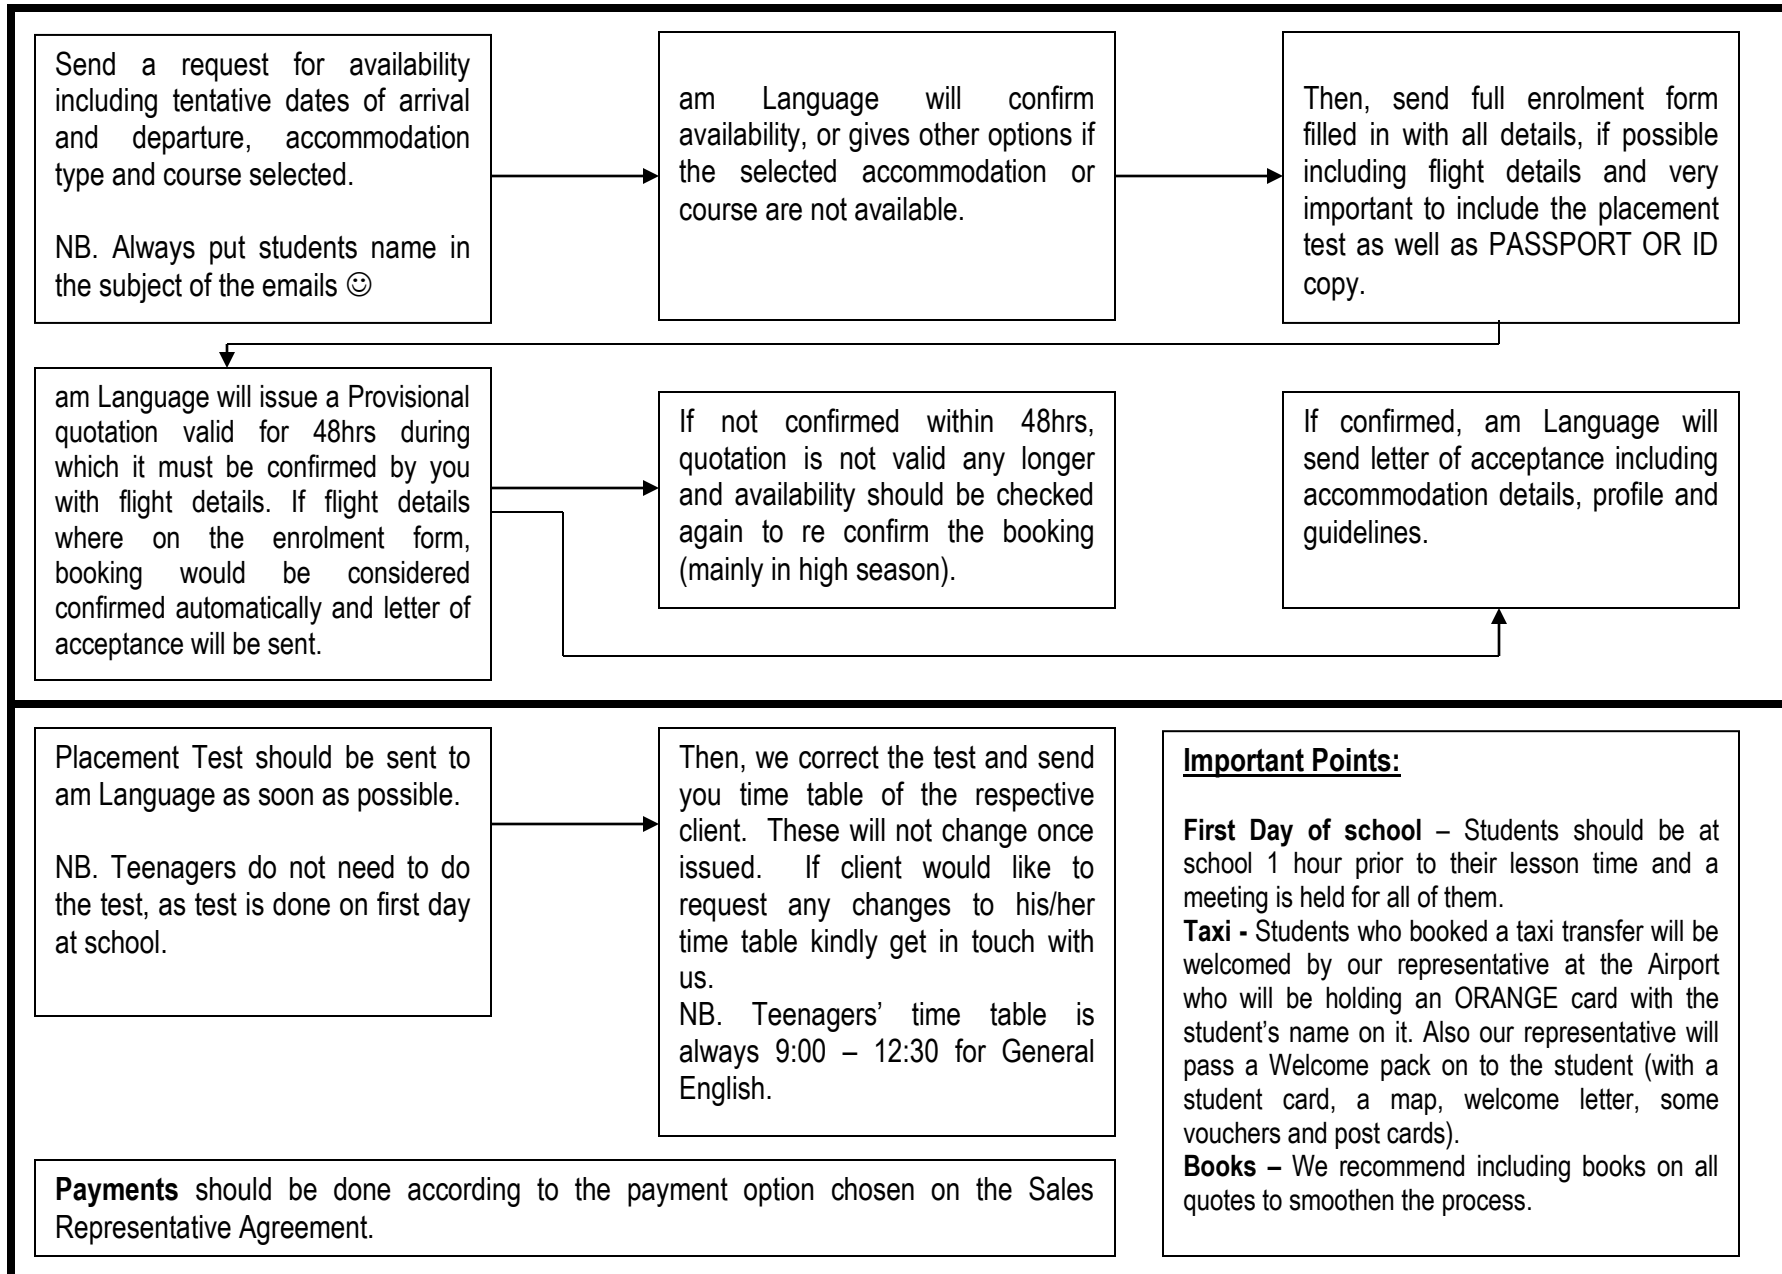 Send a request for availability
including tentative dates of arrival
and departure, accommodation
type and course selected.
NB. Always put students name in
the subject of the emails ☺
am Language will confirm
availability, or gives other options if
the selected accommodation or
course are not available.
Then, send full enrolment form
filled in with all details, if possible
including flight details and very
important to include the placement
test as well as PASSPORT OR ID
copy.
am Language will issue a Provisional
quotation valid for 48hrs during
which it must be confirmed by you
with flight details. If flight details
where on the enrolment form,
booking would be considered
confirmed automatically and letter of
acceptance will be sent.
If not confirmed within 48hrs,
quotation is not valid any longer
and availability should be checked
again to re confirm the booking
(mainly in high season).
If confirmed, am Language will
send letter of acceptance including
accommodation details, profile and
guidelines.
Placement Test should be sent to
am Language as soon as possible.
NB. Teenagers do not need to do
the test, as test is done on first day
at school.
Then, we correct the test and send
you time table of the respective
client. These will not change once
issued. If client would like to
request any changes to his/her
time table kindly get in touch with
us.
NB. Teenagers’ time table is
always 9:00 – 12:30 for General
English.
Important Points:
First Day of school – Students should be at
school 1 hour prior to their lesson time and a
meeting is held for all of them.
Taxi - Students who booked a taxi transfer will be
welcomed by our representative at the Airport
who will be holding an ORANGE card with the
student’s name on it. Also our representative will
pass a Welcome pack on to the student (with a
student card, a map, welcome letter, some
vouchers and post cards).
Books – We recommend including books on all
quotes to smoothen the process.
Payments should be done according to the payment option chosen on the Sales
Representative Agreement.